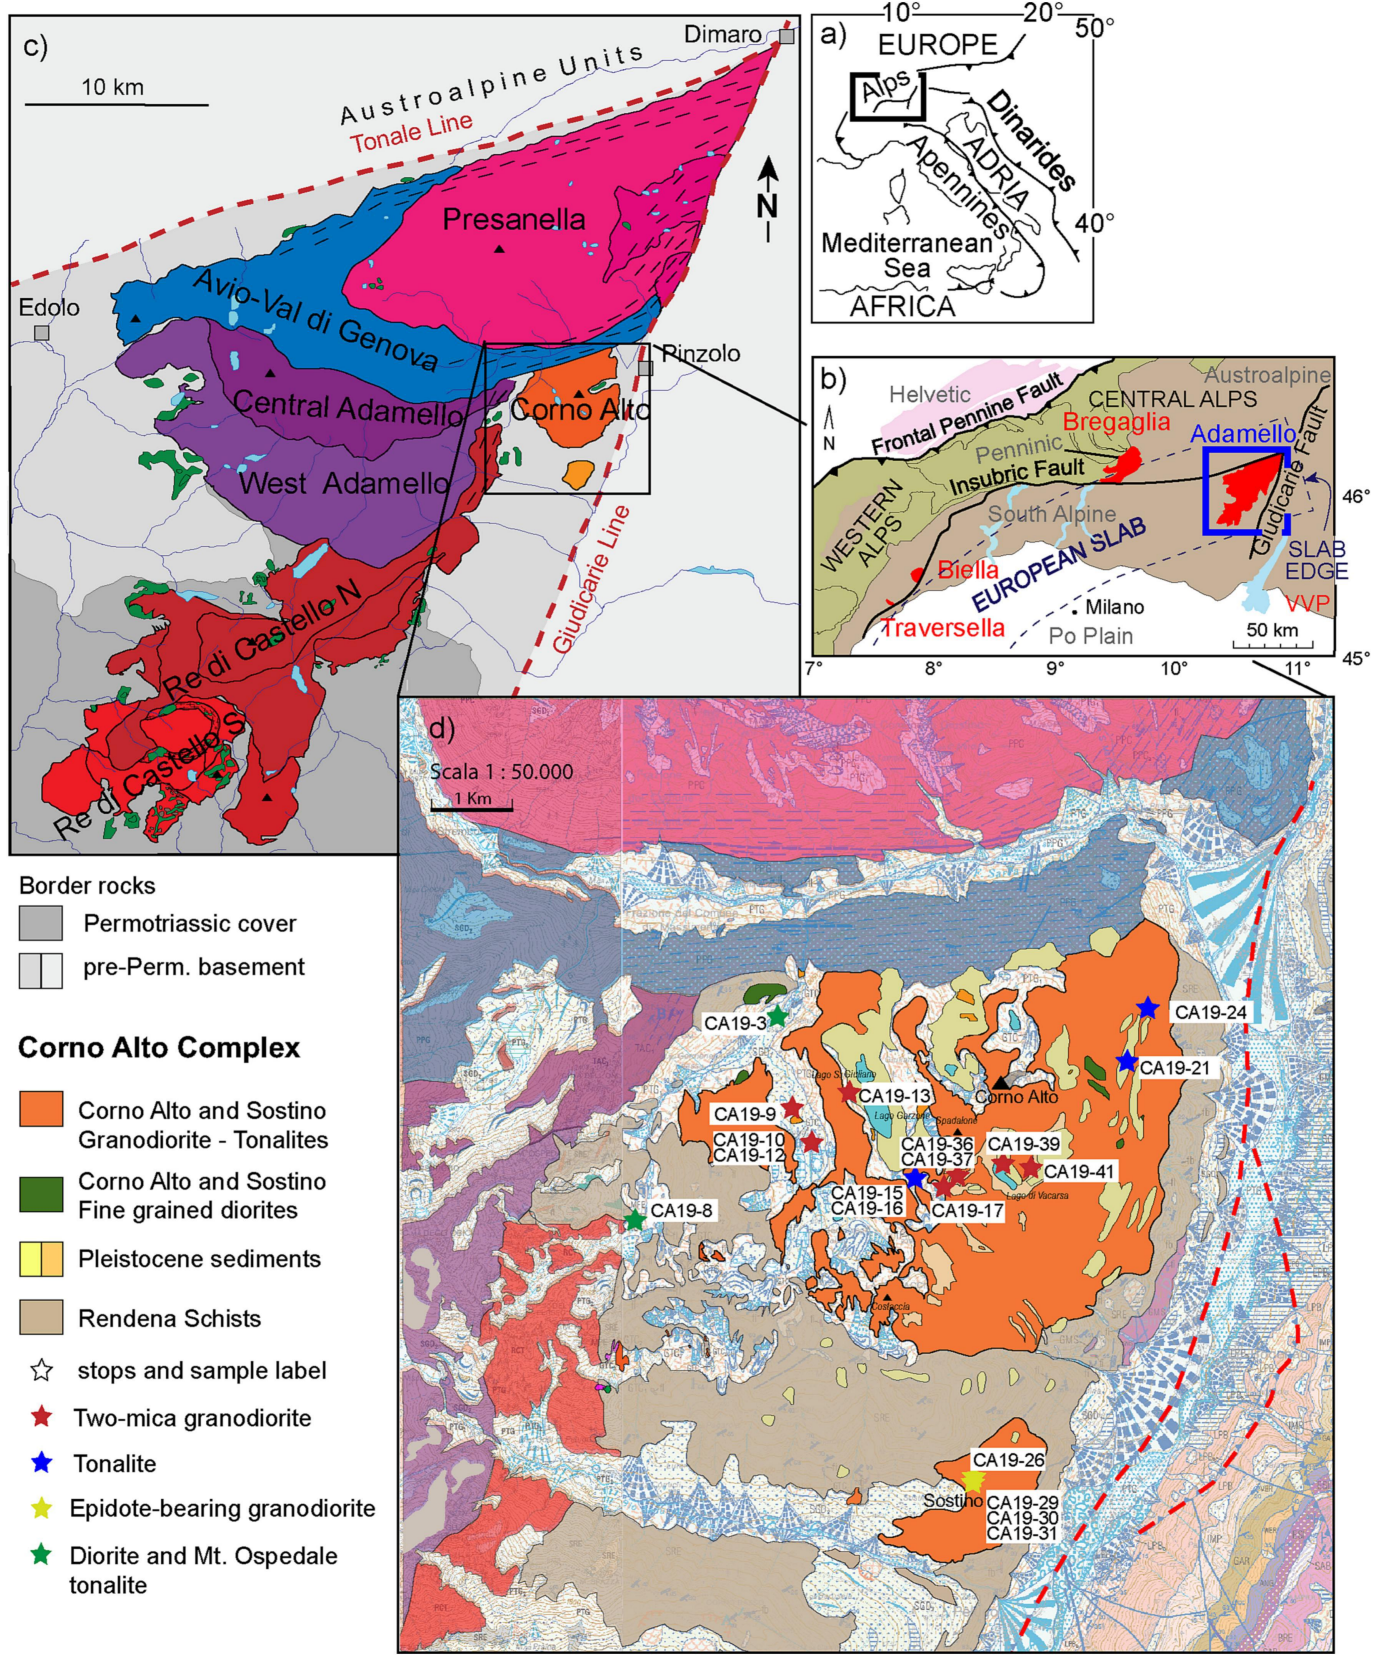 c)
Dimaro
10 km
Austroalpine Units
Tonale Line
N
Presanella
Edolo
Avio-Val di Genova
Pinzolo
Central Adamello
Corno Alto
West Adamello
Giudicarie Line
Re di Castello N
Re di Castello S
a)
10°
20°
50°
EUROPE
Alps
Dinarides
ADRIA
Apennines
40°
Mediterranean
Sea
AFRICA
b)
N
Helvetic
Austroalpine
Frontal Pennine Fault
CENTRAL ALPS
Bregaglia
Adamello
Penninic
Insubric Fault
Giudicarie Fault
46°
WESTERN
ALPS
South Alpine
EUROPEAN SLAB
SLAB
EDGE
Biella
VVP
Milano
Traversella
Po Plain
50 km
7°
8°
9°
10°
11°
45°
d)
Scala 1 : 50.000
1 Km
CA19-24
CA19-3
CA19-21
Corno Alto
CA19-13
CA19-9
Lago Garzonè
CA19-10
CA19-12
CA19-36
CA19-37
CA19-39
CA19-41
Lago di Vacarsa
CA19-15
CA19-16
CA19-17
CA19-8
Costaccia
CA19-26
Sostino
CA19-29
CA19-30
CA19-31
Border rocks
Permotriassic cover
pre-Perm. basement
Corno Alto Complex
Corno Alto and Sostino
Granodiorite - Tonalites
Corno Alto and Sostino
Fine grained diorites
Pleistocene sediments
Rendena Schists
stops and sample label
Two-mica granodiorite
Tonalite
Epidote-bearing granodiorite
Diorite and Mt. Ospedale
tonalite